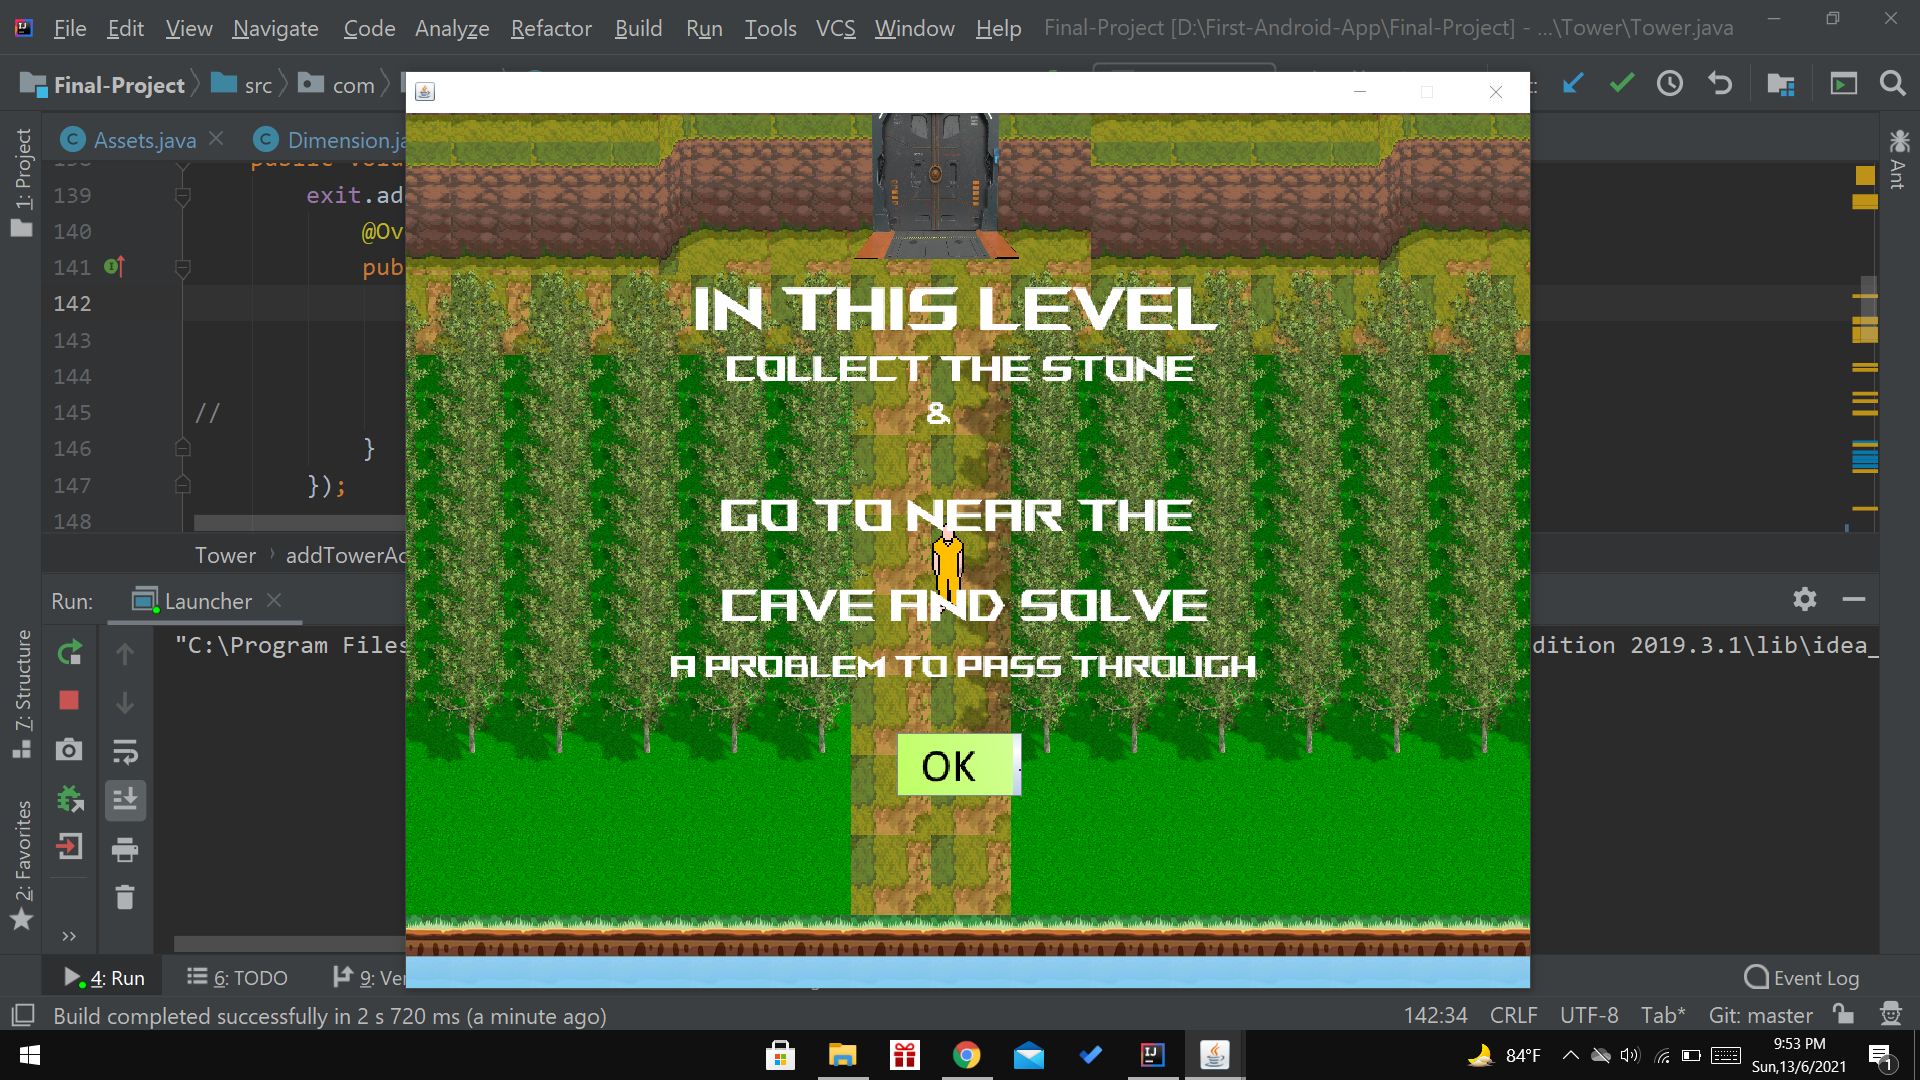 File Edit View Navigate Code Analyze Refactor Build Run Tools VCS Window Help Final-Project [D:\First-Android-App\Final-Project] - ...\Tower\Tower.java
Final-Project src com
Assets.java Dimension.ja
139 exit.ad
140 @Ov
141 pub
142
143
144
145 //
146 }
147 });
148
Tower addTowerAc
Run: Launcher
"C:\Program Files dition 2019.3.1\lib\idea_
1: Project
7: Structure
2: Favorites
Ant
IN THIS LEVEL
COLLECT THE STONE
&
GO TO NEAR THE
CAVE AND SOLVE
A PROBLEM TO PASS THROUGH
OK
4: Run 6: TODO 9: Ver Event Log
Build completed successfully in 2 s 720 ms (a minute ago) 142:34 CRLF UTF-8 Tab* Git: master
84°F 9:53 PM
Sun,13/6/2021
1